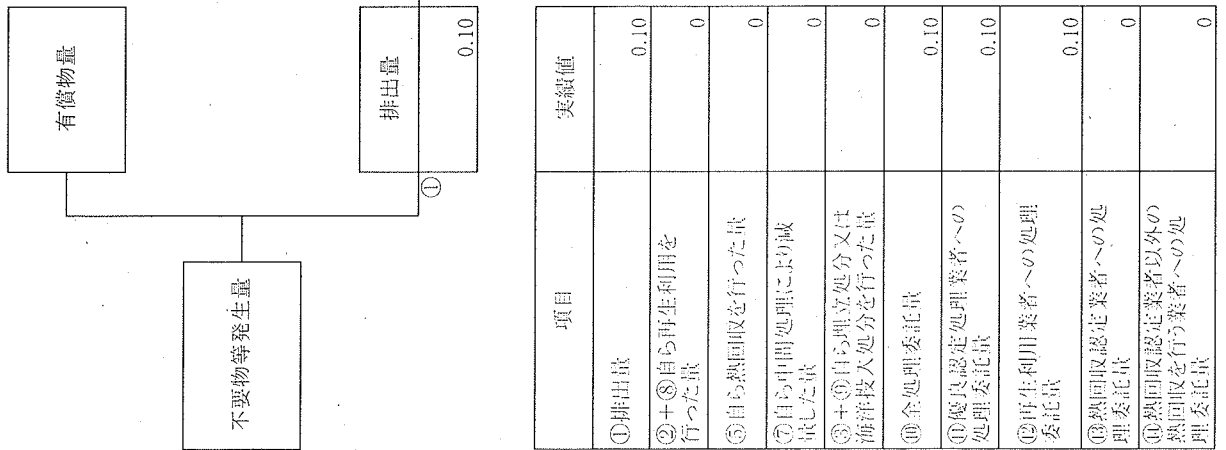 不要物等発生量
有償物量
排出量
①
0.10
項目
実績値
①排出量
0.10
②+⑧自ら再生利用を
行った量
0
⑤自ら熱回収を行った量
0
⑦自ら中間処理により減
量した量
0
③+⑨自ら埋立処分又は
海洋投入処分を行った量
0
⑩全処理委託量
0.10
⑪優良認定処理業者への
処理委託量
0.10
⑫再生利用業者への処理
委託量
0.10
⑬熱回収認定業者への処
理委託量
0
⑭熱回収認定業者以外の
熱回収を行う業者への処
理委託量
0